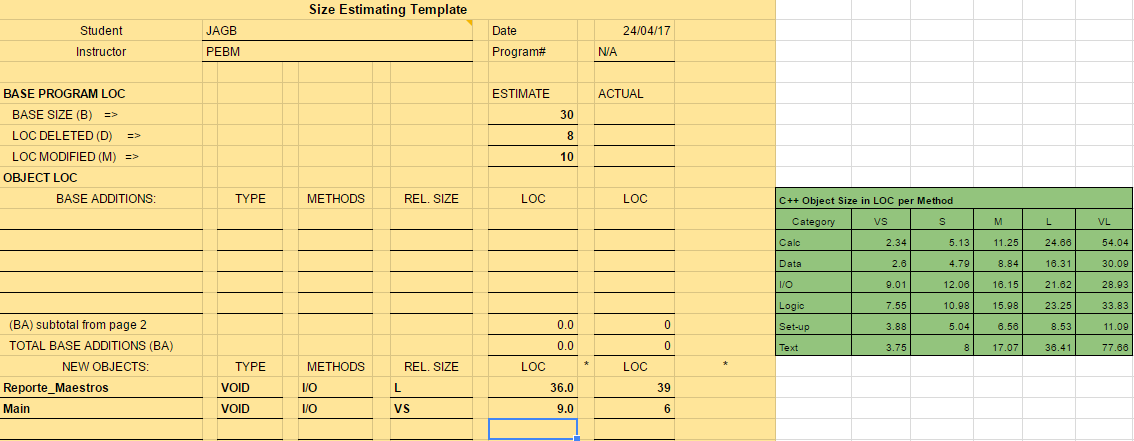 Size Estimating Template
Student JAGB Date 24/04/17
Instructor PEBM Program# N/A
BASE PROGRAM LOC ESTIMATE ACTUAL
BASE SIZE (B) => 30
LOC DELETED (D) => 8
LOC MODIFIED (M) => 10
OBJECT LOC
BASE ADDITIONS: TYPE METHODS REL. SIZE LOC LOC
(BA) subtotal from page 2 0.0 0
TOTAL BASE ADDITIONS (BA) 0.0 0
NEW OBJECTS: TYPE METHODS REL. SIZE LOC * LOC *
Reporte_Maestros VOID I/O L 36.0 39
Main VOID I/O VS 9.0 6
C++ Object Size in LOC per Method
Category VS S M L VL
Calc 2.34 5.13 11.25 24.66 54.04
Data 2.6 4.79 8.84 16.31 30.09
I/O 9.01 12.06 16.15 21.62 28.93
Logic 7.55 10.98 15.98 23.25 33.83
Set-up 3.88 5.04 6.56 8.53 11.09
Text 3.75 8 17.07 36.41 77.66